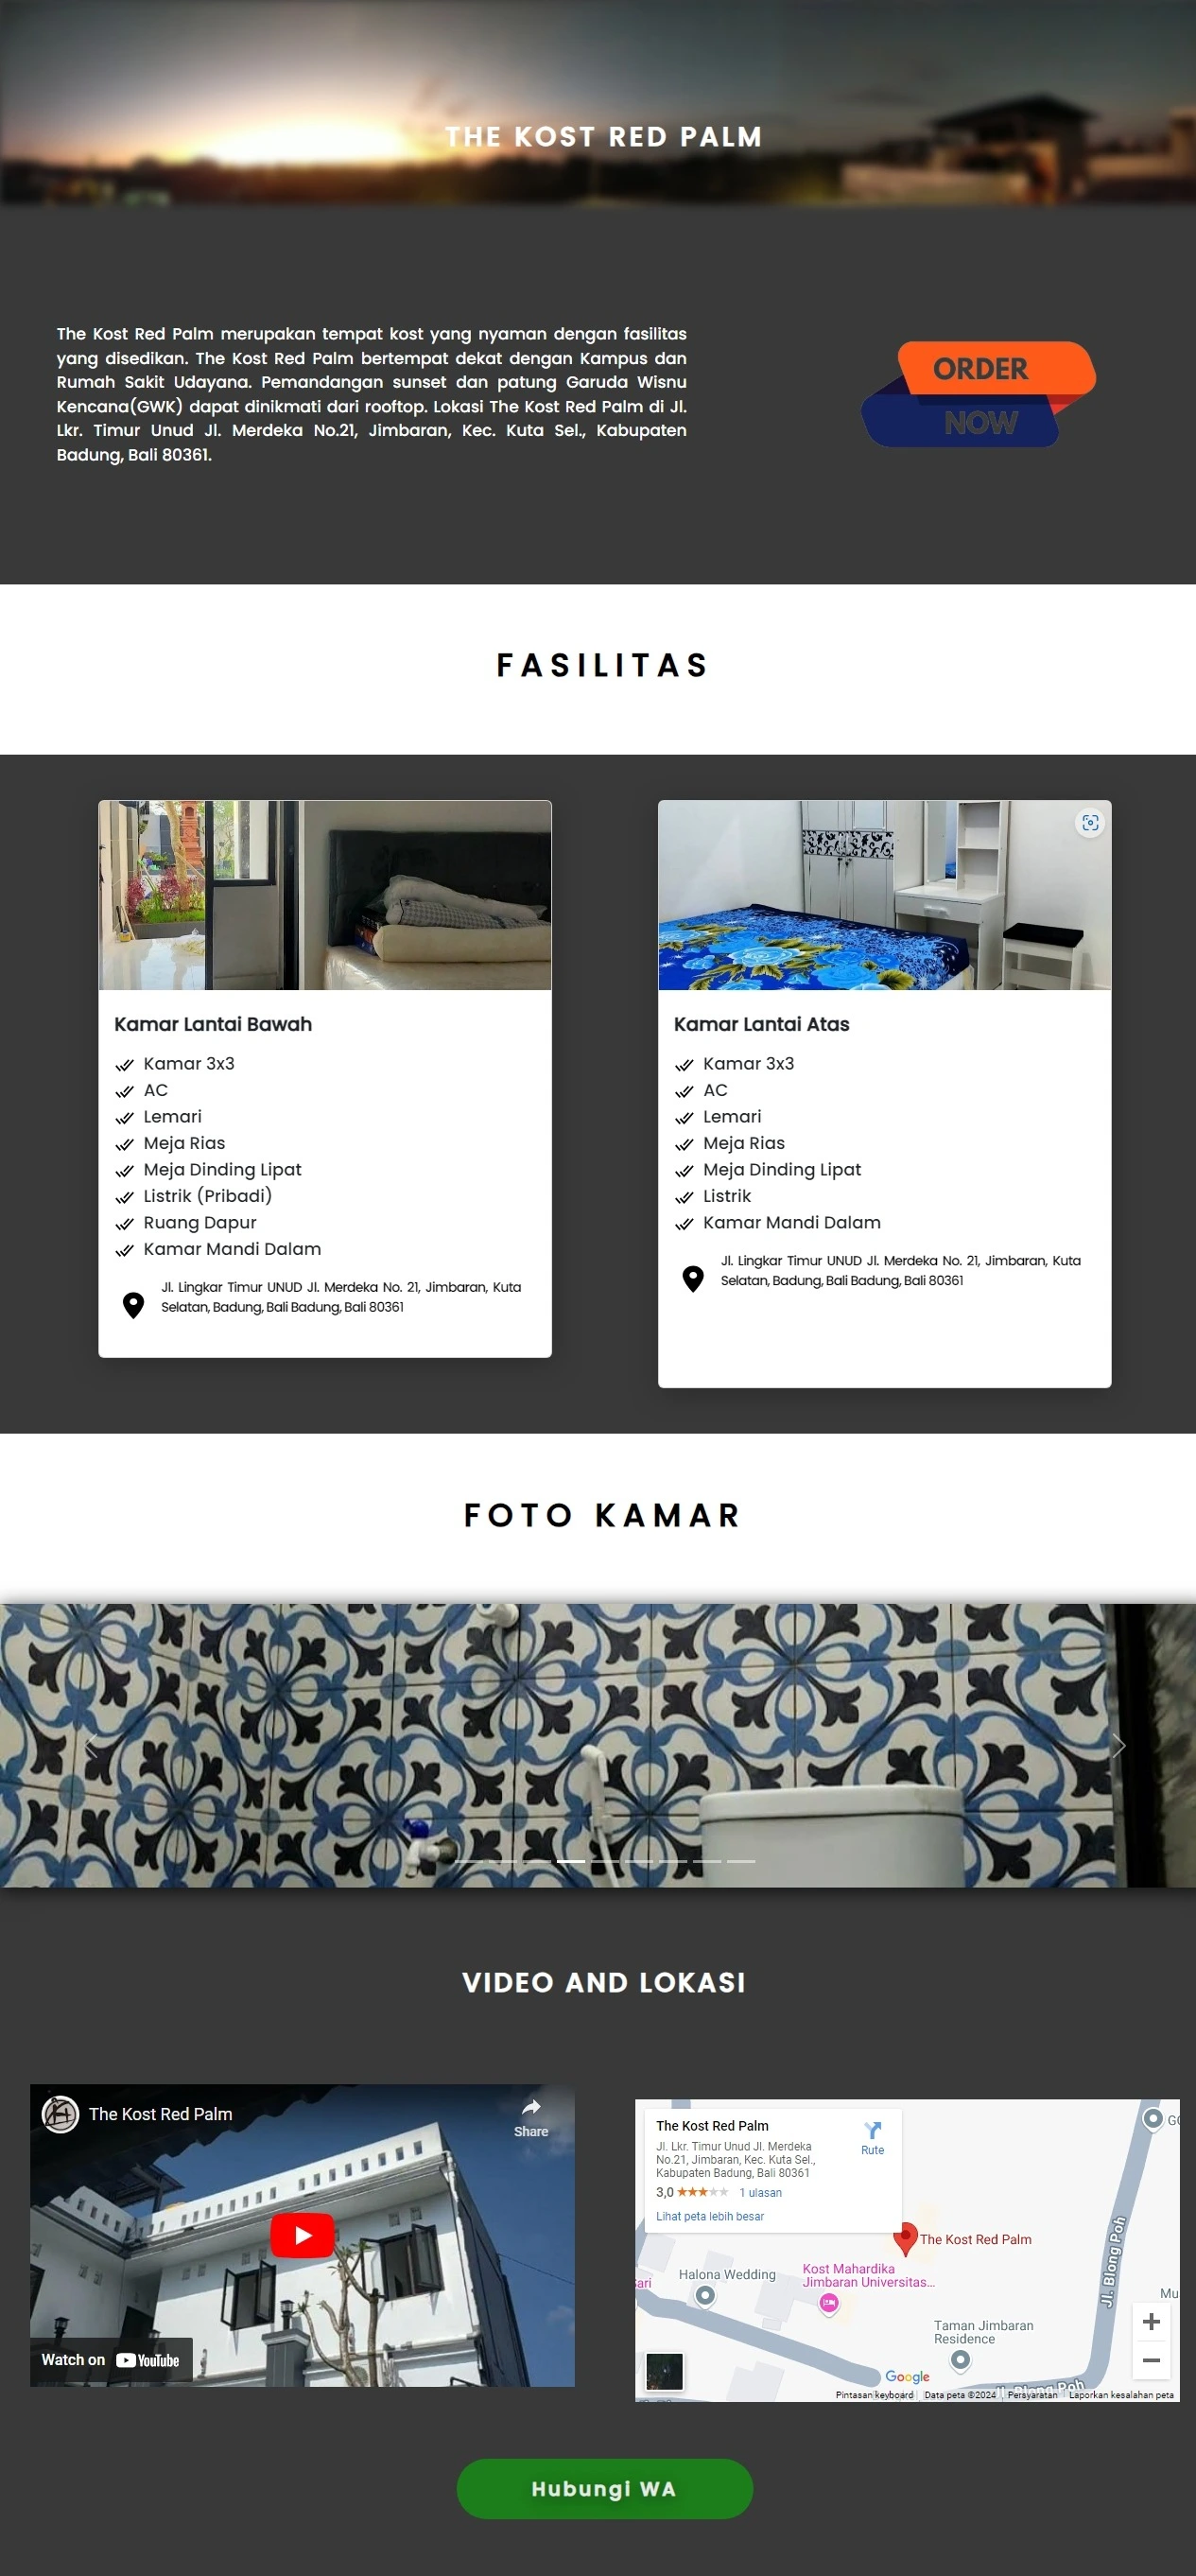 THE KOST RED PALM
The Kost Red Palm merupakan tempat kost yang nyaman dengan fasilitas
yang disedikan. The Kost Red Palm bertempat dekat dengan Kampus dan
Rumah Sakit Udayana. Pemandangan sunset dan patung Garuda Wisnu
Kencana(GWK) dapat dinikmati dari rooftop. Lokasi The Kost Red Palm di Jl.
Lkr. Timur Unud Jl. Merdeka No.21, Jimbaran, Kec. Kuta Sel., Kabupaten
Badung, Bali 80361.
ORDER
NOW
FASILITAS
Kamar Lantai Bawah
Kamar 3x3
AC
Lemari
Meja Rias
Meja Dinding Lipat
Listrik (Pribadi)
Ruang Dapur
Kamar Mandi Dalam
Jl. Lingkar Timur UNUD Jl. Merdeka No. 21, Jimbaran, Kuta
Selatan, Badung, Bali Badung, Bali 80361
Kamar Lantai Atas
Kamar 3x3
AC
Lemari
Meja Rias
Meja Dinding Lipat
Listrik
Kamar Mandi Dalam
Jl. Lingkar Timur UNUD Jl. Merdeka No. 21, Jimbaran, Kuta
Selatan, Badung, Bali Badung, Bali 80361
FOTO KAMAR
VIDEO AND LOKASI
The Kost Red Palm
Share
Watch on YouTube
The Kost Red Palm
Jl. Lkr. Timur Unud Jl. Merdeka
No.21, Jimbaran, Kec. Kuta Sel.,
Kabupaten Badung, Bali 80361
Rute
3,0 1 ulasan
Lihat peta lebih besar
The Kost Red Palm
Jl. Blong Poh
Halona Wedding
Kost Mahardika
Jimbaran Universitas...
Taman Jimbaran
Residence
Google
Jl. Blong Poh
Pintasan keyboard
Data peta ©2024
Persyaratan
Laporkan kesalahan peta
Hubungi WA